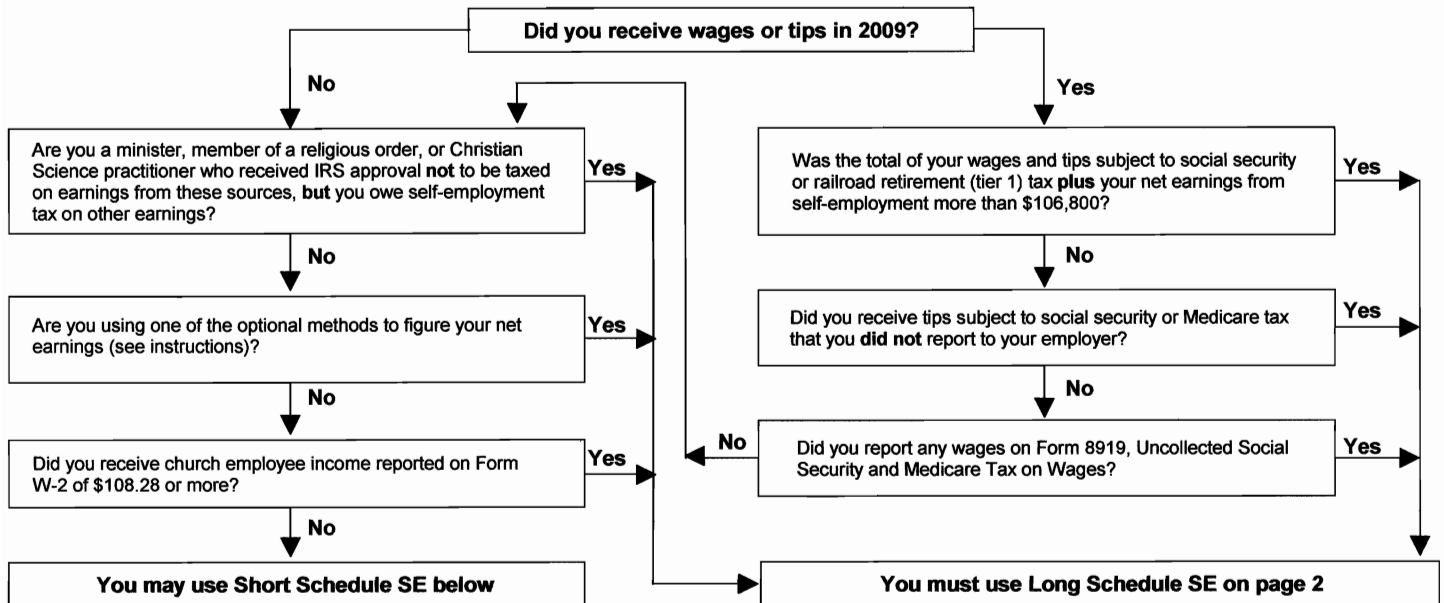 Did you receive wages or tips in 2009?
No
Yes
Are you a minister, member of a religious order, or Christian
Science practitioner who received IRS approval not to be taxed
on earnings from these sources, but you owe self-employment
tax on other earnings?
Yes
Was the total of your wages and tips subject to social security
or railroad retirement (tier 1) tax plus your net earnings from
self-employment more than $106,800?
Yes
No
No
Are you using one of the optional methods to figure your net
earnings (see instructions)?
Yes
Did you receive tips subject to social security or Medicare tax
that you did not report to your employer?
Yes
No
No
Did you receive church employee income reported on Form
W-2 of $108.28 or more?
Yes
No
Did you report any wages on Form 8919, Uncollected Social
Security and Medicare Tax on Wages?
Yes
No
You may use Short Schedule SE below
You must use Long Schedule SE on page 2